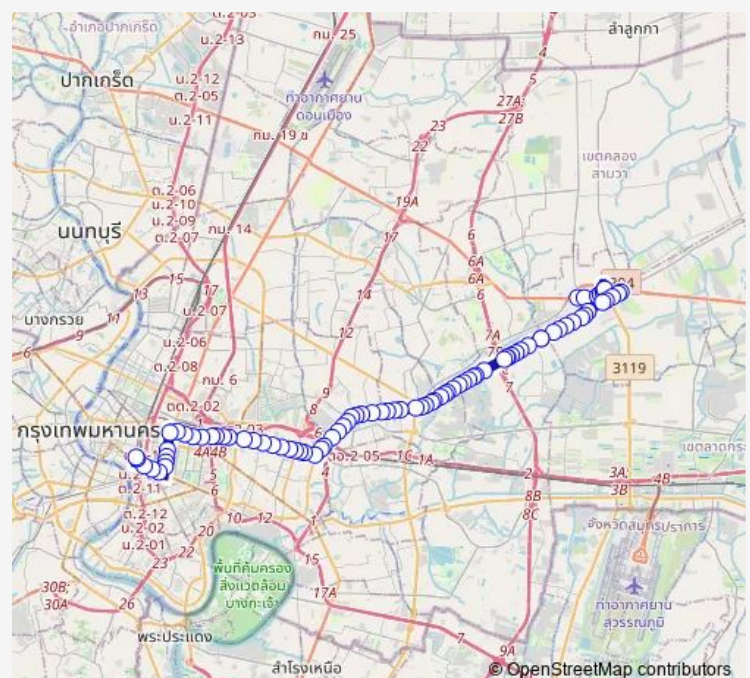 อำเภอปากเกร็ด
น.2-13
กม. 25
ลำลูกกา
4
5
ปากเกร็ด
น.2-12
ต.2-05
น.2-11
ท่าอากาศยาน
ดอนเมือง
27A;
27B
23
22
กม. 19 ข
เขตคลอง
สามวา
ต.2-06
น.2-10
น.2-09
ต.2-07
19A
17
นนทบุรี
กม. 14
6
6A
6A
6
15
17
13
14
304
บางกรวย
11
9
6
น.2-07
12
7A
น.2-06
ต.2-08
กม. 6
7
3119
9
8
ตต.2-02
กรุงเทพมหานคร
6
4A4B
ตอ.2-05
1C
1A
เขตลาดกระ
ต.2-11
5
6
4
2
3A;
3B
4B
8B
8C
ต.2-12
น.2-02
น.2-01
10
12
20
1
จังหวัดสมุทรปราการ
22
23
15
พื้นที่คุ้มครอง
สิ่งแวดล้อม
บางกะเจ้า
17A
ท่าอากาศยาน
สุวรรณภูมิ
30B;
30A
26
พระประแดง
7
9A
สำโรงเหนือ
© OpenStreetMap contributors